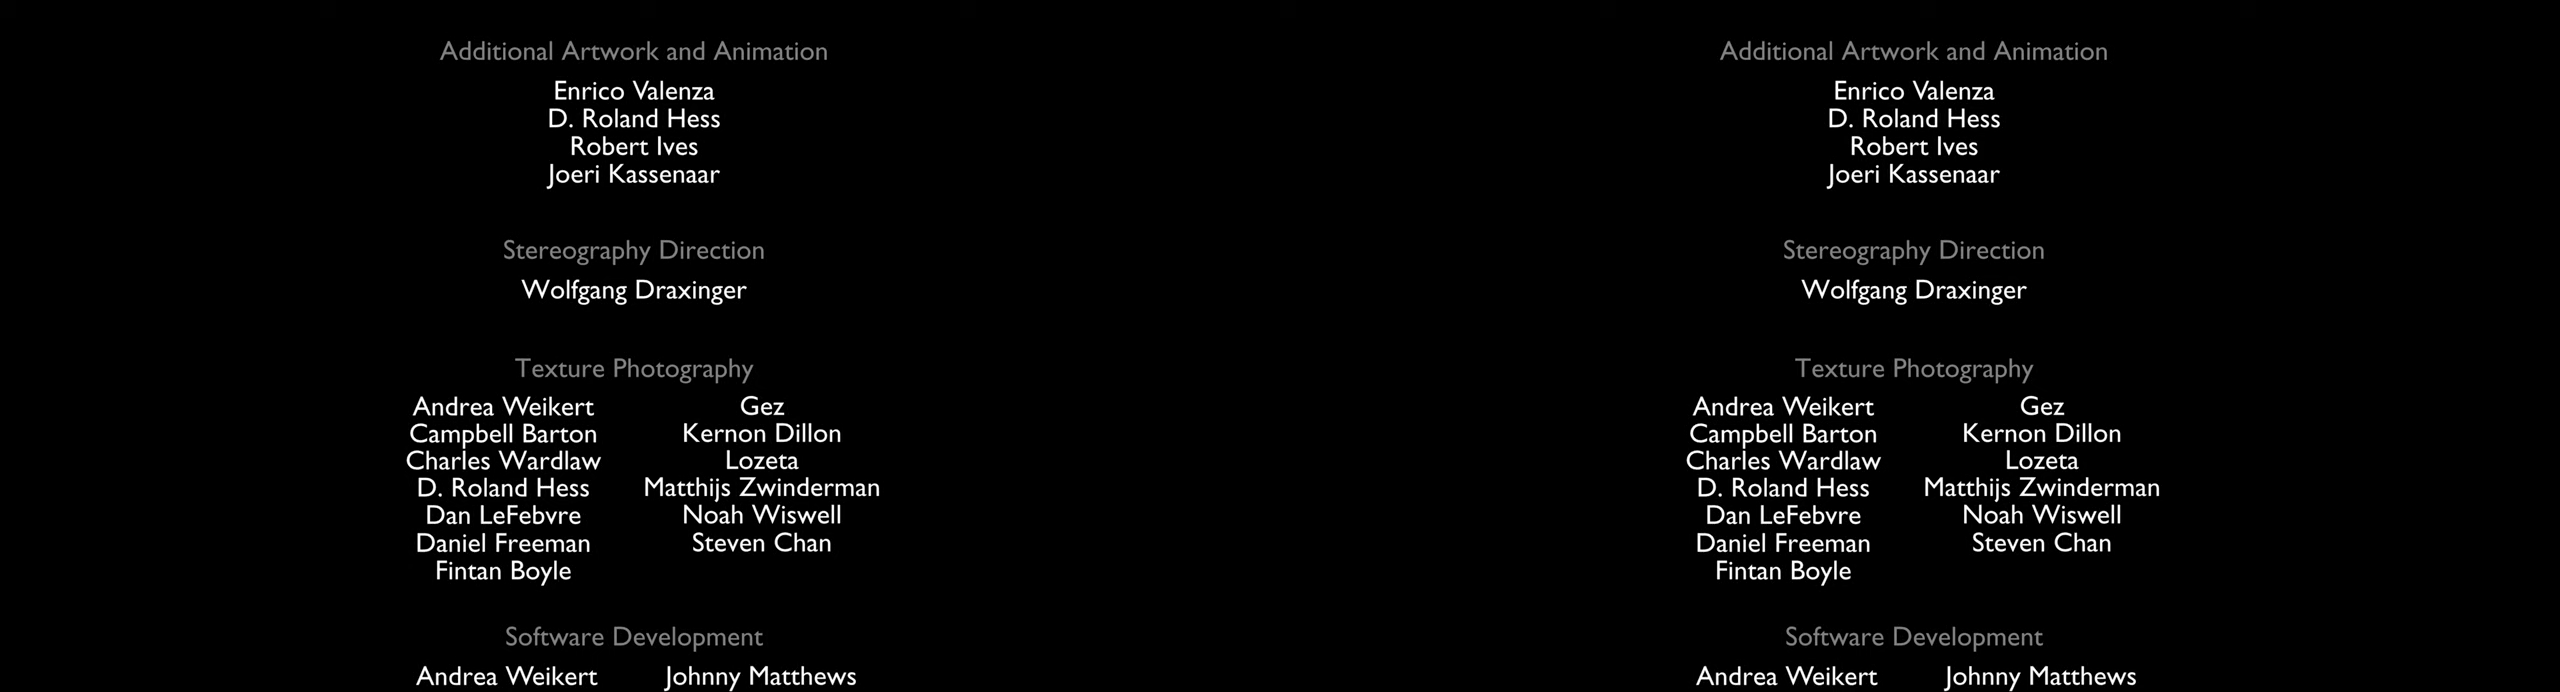 Additional Artwork and Animation
Enrico Valenza
D. Roland Hess
Robert Ives
Joeri Kassenaar
Stereography Direction
Wolfgang Draxinger
Texture Photography
Andrea Weikert Gez
Campbell Barton Kernon Dillon
Charles Wardlaw Lozeta
D. Roland Hess Matthijs Zwinderman
Dan LeFebvre Noah Wiswell
Daniel Freeman Steven Chan
Fintan Boyle
Software Development
Andrea Weikert Johnny Matthews
Additional Artwork and Animation
Enrico Valenza
D. Roland Hess
Robert Ives
Joeri Kassenaar
Stereography Direction
Wolfgang Draxinger
Texture Photography
Andrea Weikert Gez
Campbell Barton Kernon Dillon
Charles Wardlaw Lozeta
D. Roland Hess Matthijs Zwinderman
Dan LeFebvre Noah Wiswell
Daniel Freeman Steven Chan
Fintan Boyle
Software Development
Andrea Weikert Johnny Matthews